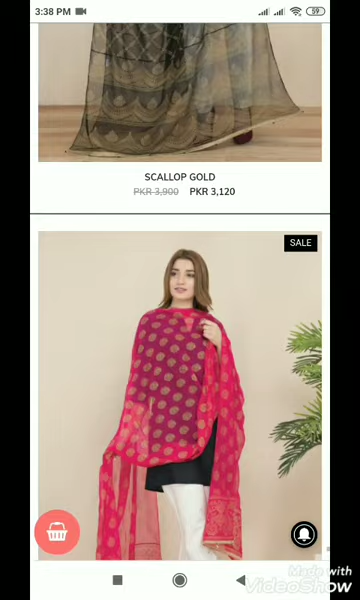 3:38 PM
59
SCALLOP GOLD
PKR 3,900 PKR 3,120
SALE
Made with
VideoShow